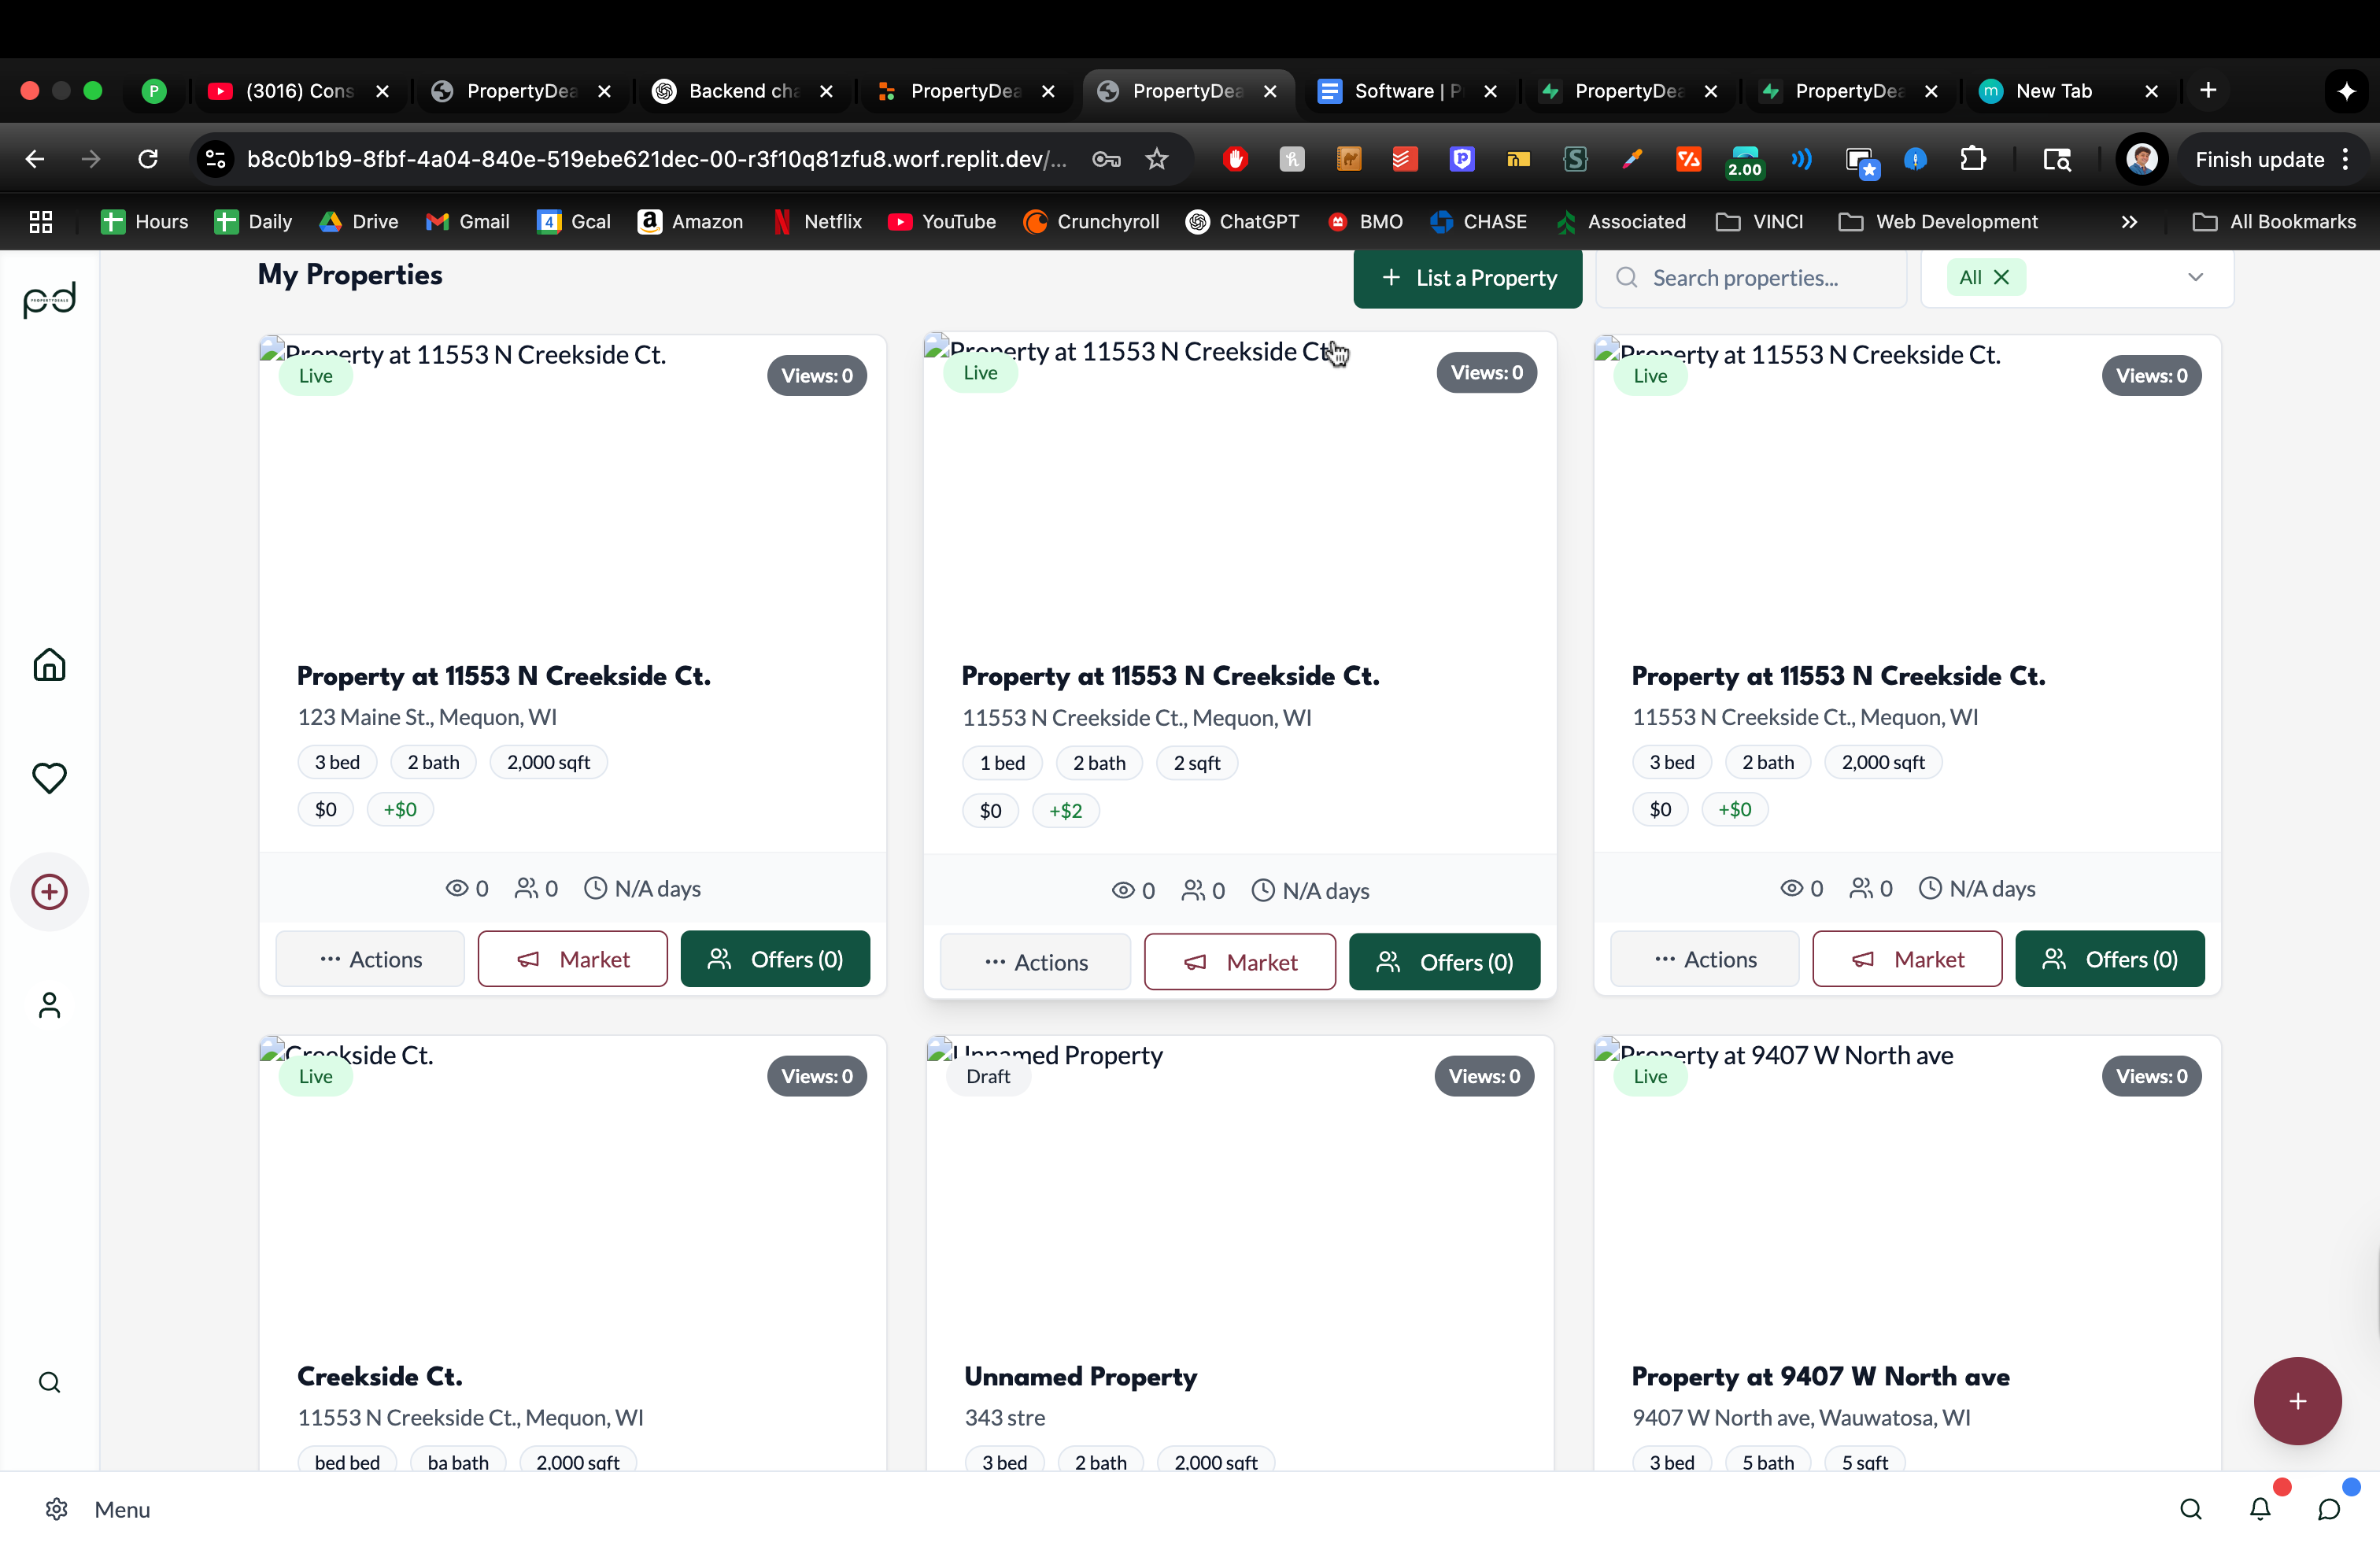 (3016) Cons
PropertyDea
Backend cha
PropertyDea
PropertyDea
Software | P
PropertyDea
PropertyDea
New Tab
b8c0b1b9-8fbf-4a04-840e-519ebe621dec-00-r3f10q81zfu8.worf.replit.dev/...
2.00
Finish update
Hours
Daily
Drive
Gmail
Gcal
Amazon
Netflix
YouTube
Crunchyroll
ChatGPT
BMO
CHASE
Associated
VINCI
Web Development
All Bookmarks
pd
My Properties
+ List a Property
Search properties...
All
Property at 11553 N Creekside Ct.
Live
Views: 0
Property at 11553 N Creekside Ct.
123 Maine St., Mequon, WI
3 bed
2 bath
2,000 sqft
$0
+$0
0
0
N/A days
Actions
Market
Offers (0)
Property at 11553 N Creekside Ct.
Live
Views: 0
Property at 11553 N Creekside Ct.
11553 N Creekside Ct., Mequon, WI
1 bed
2 bath
2 sqft
$0
+$2
0
0
N/A days
Actions
Market
Offers (0)
Property at 11553 N Creekside Ct.
Live
Views: 0
Property at 11553 N Creekside Ct.
11553 N Creekside Ct., Mequon, WI
3 bed
2 bath
2,000 sqft
$0
+$0
0
0
N/A days
Actions
Market
Offers (0)
Creekside Ct.
Live
Views: 0
Creekside Ct.
11553 N Creekside Ct., Mequon, WI
bed bed
ba bath
2,000 sqft
Unnamed Property
Draft
Views: 0
Unnamed Property
343 stre
3 bed
2 bath
2,000 sqft
Property at 9407 W North ave
Live
Views: 0
Property at 9407 W North ave
9407 W North ave, Wauwatosa, WI
3 bed
5 bath
5 sqft
Menu